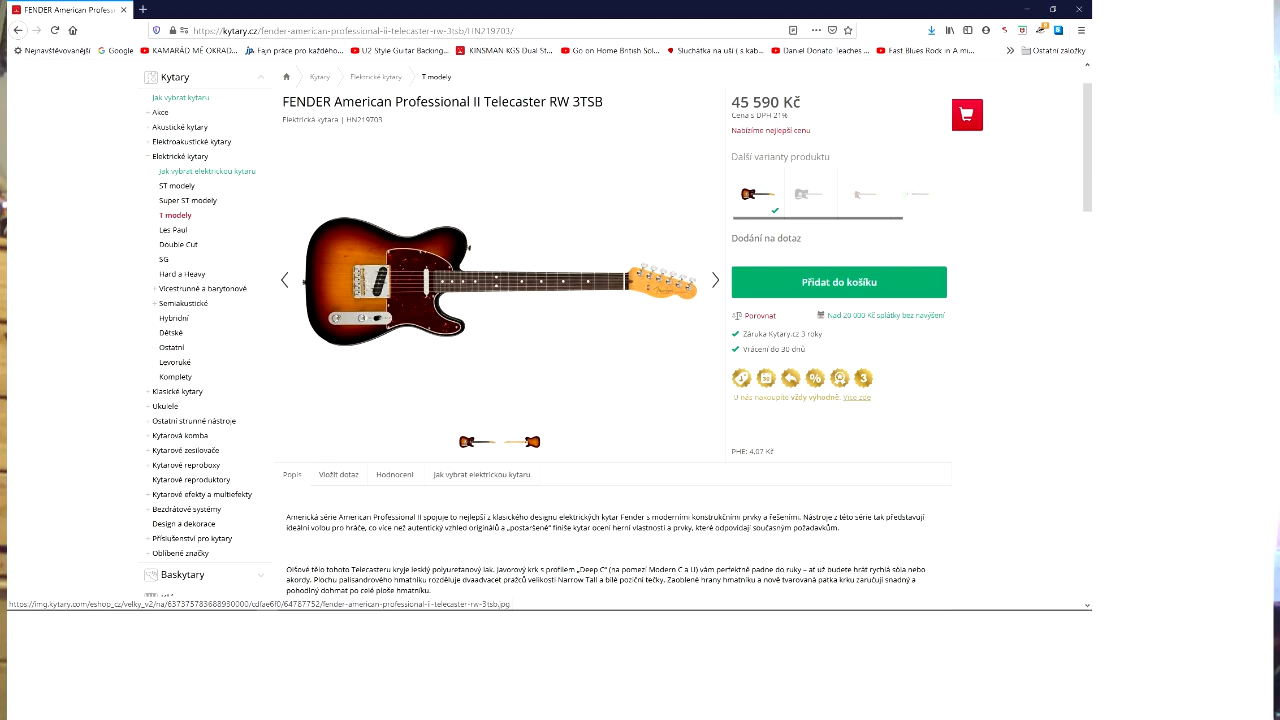 FENDER American Profession
https://kytary.cz/fender-american-professional-ii-telecaster-rw-3tsb/HN219703/
Nejnavštěvovanější
Google
KAMARÁD MĚ OKRAD...
Fajn práce pro každého...
U2 Style Guitar Backing...
KINSMAN KGS Dual St...
Go on Home British Sol...
Sluchátka na uši ( s kab...
Daniel Donato Teaches ...
Fast Blues Rock in A mi...
Ostatní záložky
Kytary
Jak vybrat kytaru
Akce
Akustické kytary
Elektroakustické kytary
Elektrické kytary
Jak vybrat elektrickou kytaru
ST modely
Super ST modely
T modely
Les Paul
Double Cut
SG
Hard a Heavy
Vícestrunné a barytonové
Semiakustické
Hybridní
Dětské
Ostatní
Levoruké
Komplety
Klasické kytary
Ukulele
Ostatní strunné nástroje
Kytarová komba
Kytarové zesilovače
Kytarové reproboxy
Kytarové reproduktory
Kytarové efekty a multiefekty
Bezdrátové systémy
Design a dekorace
Příslušenství pro kytary
Oblíbené značky
Baskytary
Kytary
Elektrické kytary
T modely
FENDER American Professional II Telecaster RW 3TSB
Elektrická kytara | HN219703
45 590 Kč
Cena s DPH 21%
Nabízíme nejlepší cenu
Další varianty produktu
Dodání na dotaz
Přidat do košíku
Porovnat
Nad 20 000 Kč splátky bez navýšení
Záruka Kytary.cz 3 roky
Vrácení do 30 dnů
30
%
3
U nás nakoupíte vždy výhodně. Více zde
PHE: 4,07 Kč
Popis
Vložit dotaz
Hodnocení
Jak vybrat elektrickou kytaru
Americká série American Professional II spojuje to nejlepší z klasického designu elektrických kytar Fender s moderními konstrukčními prvky a řešeními. Nástroje z této série tak představují
ideální volbu pro hráče, co více než autentický vzhled originálů a „postaršené“ finiše kytar ocení herní vlastnosti a prvky, které odpovídají současným požadavkům.
Olšové tělo tohoto Telecasteru kryje lesklý polyuretanový lak. Javorový krk s profilem „Deep C“ (na pomezí Modern C a U) vám perfektně padne do ruky – ať už budete hrát rychlá sóla nebo
akordy. Plochu palisandrového hmatníku rozděluje dvaadvacet pražců velikosti Narrow Tall a bílé poziční tečky. Zaoblené hrany hmatníku a nově tvarovaná patka krku zaručují snadný a
pohodlný dohmat po celé ploše hmatníku.
https://img.kytary.com/eshop_cz/velky_v2/na/637375783688930000/cdfae6f0/64787752/fender-american-professional-ii-telecaster-rw-3tsb.jpg